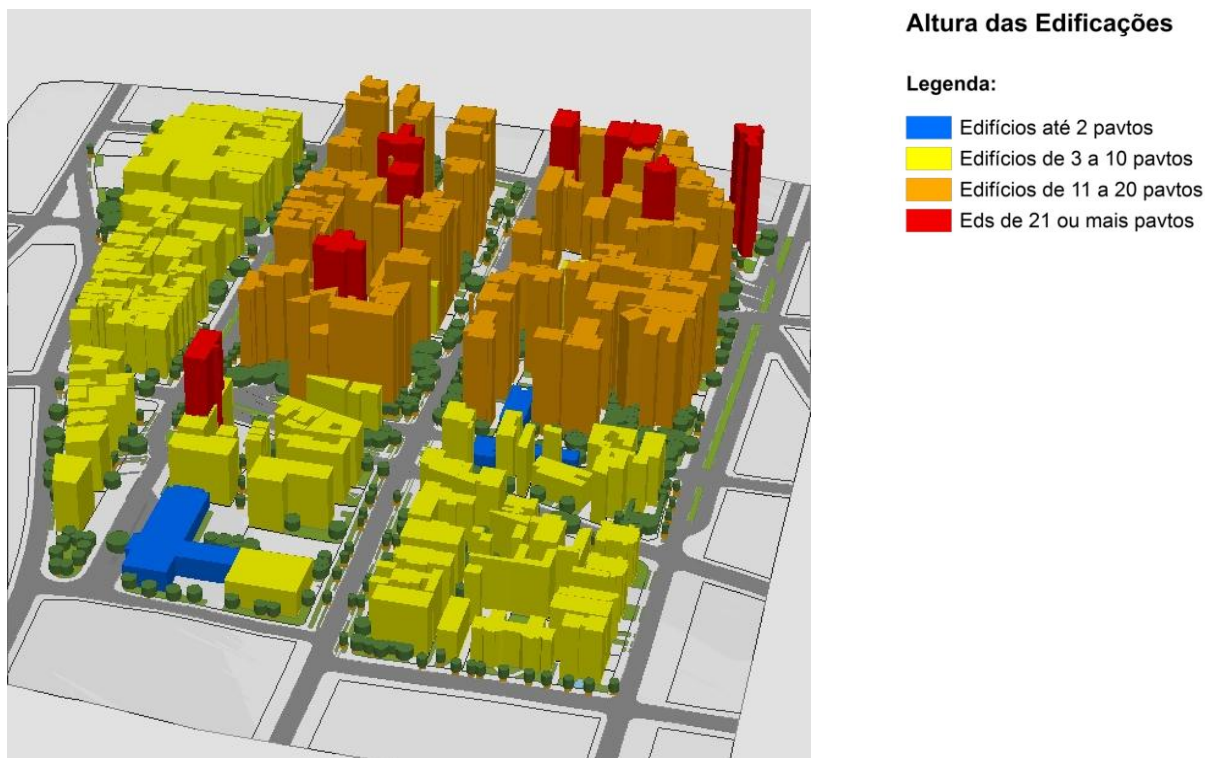 Altura das Edificações
Legenda:
Edifícios até 2 pavtos
Edifícios de 3 a 10 pavtos
Edifícios de 11 a 20 pavtos
Eds de 21 ou mais pavtos